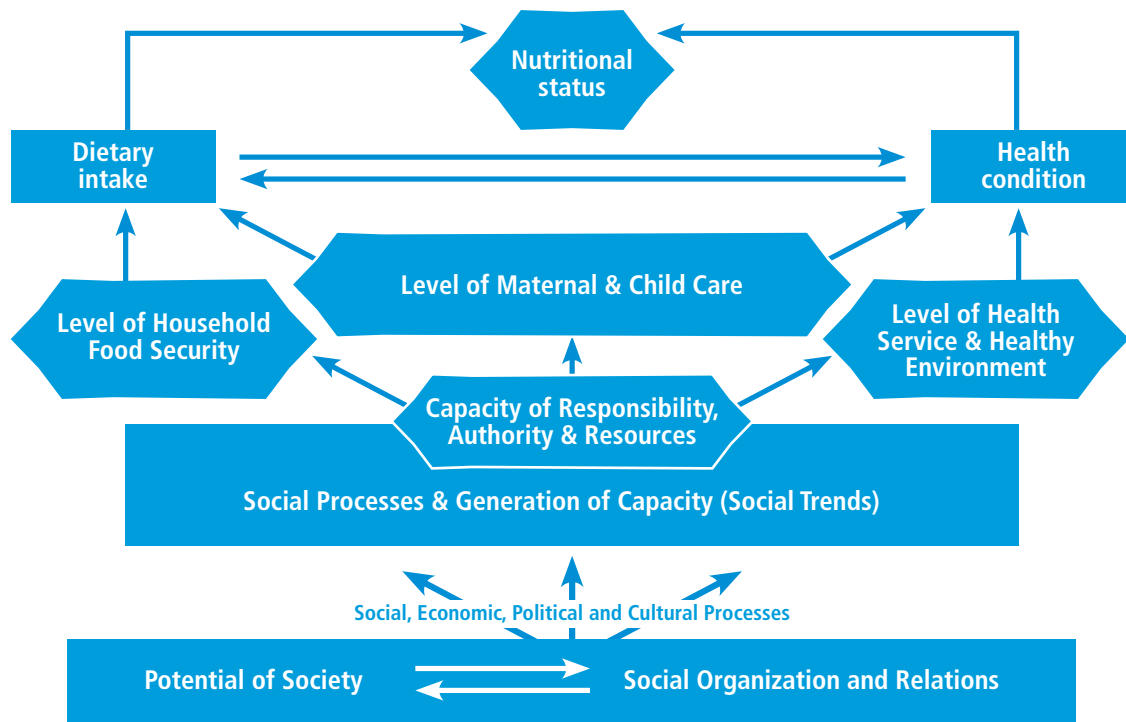 Nutritional
status
Dietary
intake
Health
condition
Level of Maternal & Child Care
Level of Household
Food Security
Level of Health
Service & Healthy
Environment
Capacity of Responsibility,
Authority & Resources
Social Processes & Generation of Capacity (Social Trends)
Social, Economic, Political and Cultural Processes
Potential of Society
Social Organization and Relations